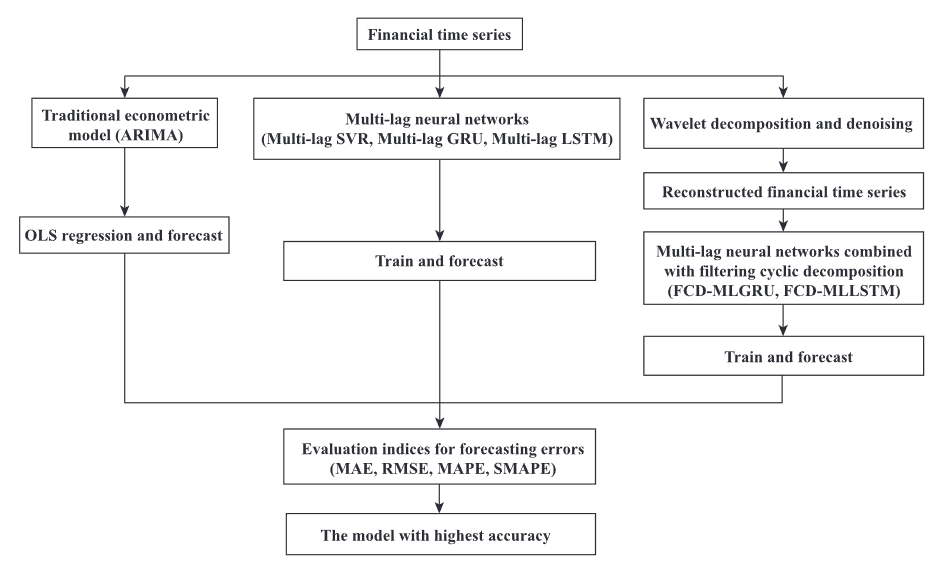 Financial time series
Traditional econometric
model (ARIMA)
Multi-lag neural networks
(Multi-lag SVR, Multi-lag GRU, Multi-lag LSTM)
Wavelet decomposition and denoising
Reconstructed financial time series
OLS regression and forecast
Train and forecast
Multi-lag neural networks combined
with filtering cyclic decomposition
(FCD-MLGRU, FCD-MLLSTM)
Train and forecast
Evaluation indices for forecasting errors
(MAE, RMSE, MAPE, SMAPE)
The model with highest accuracy